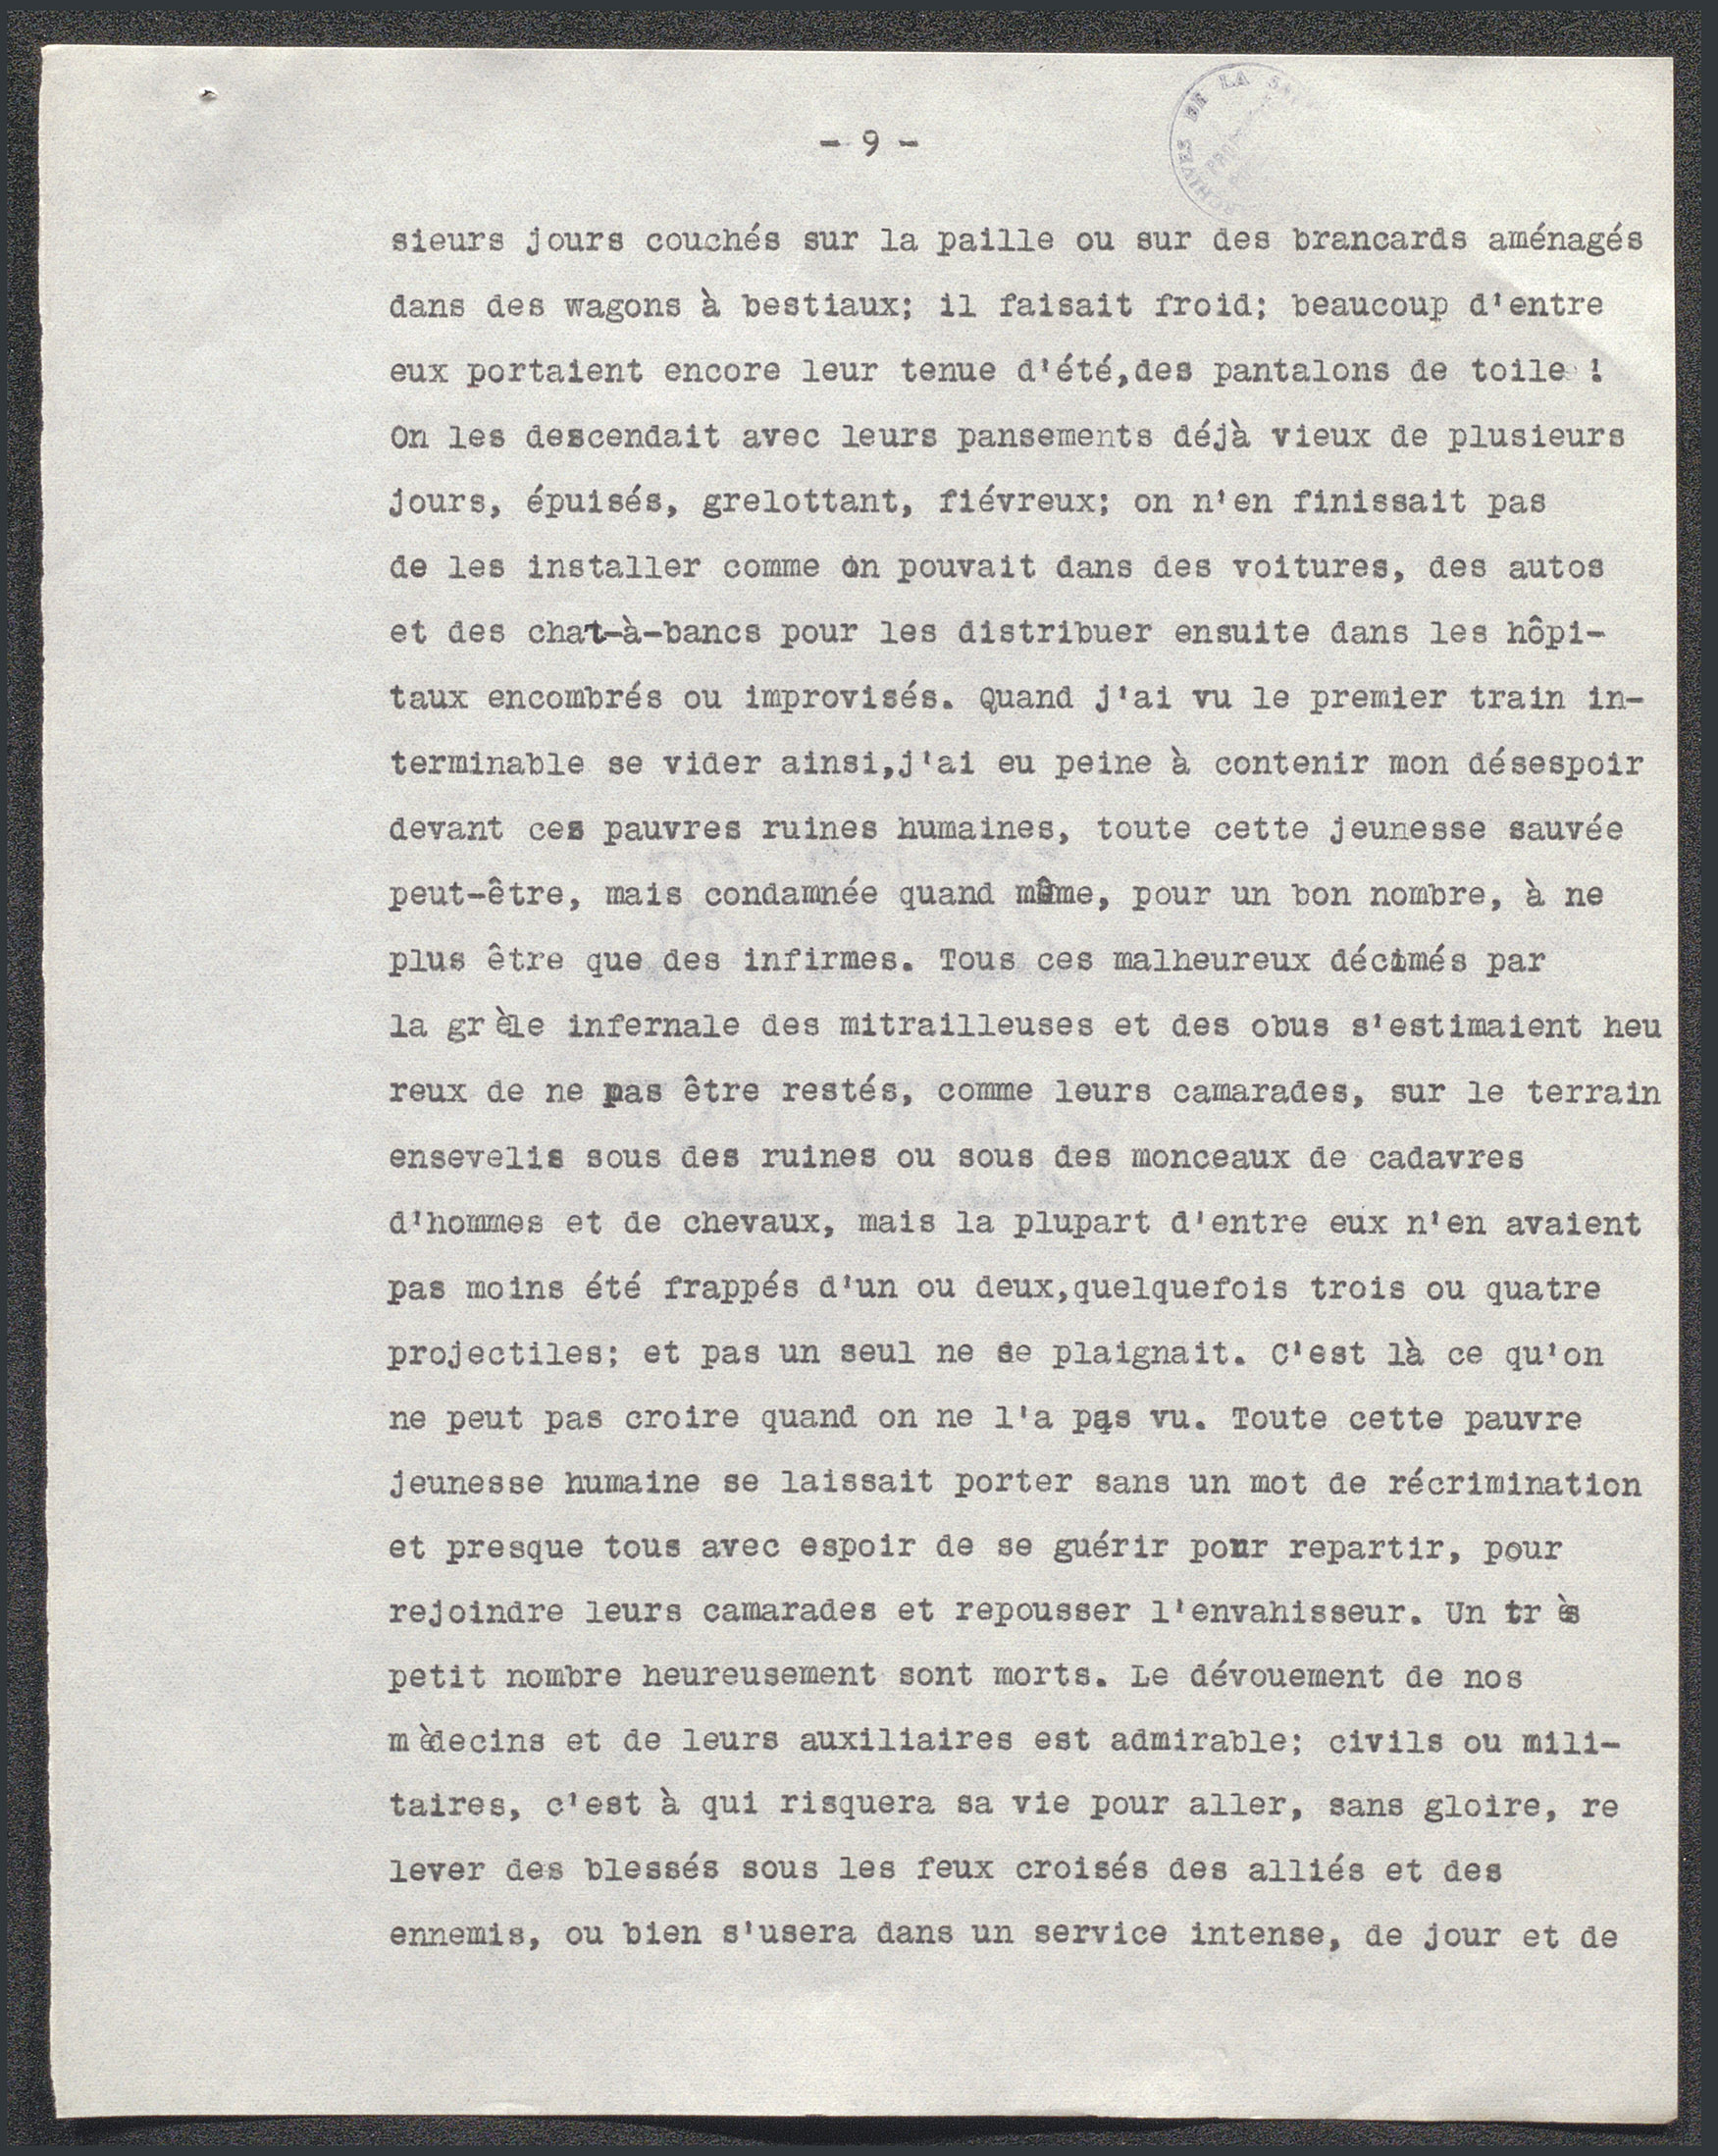 - 9 -
ARCHIVES DE LA
sieurs jours couchés sur la paille ou sur des brancards aménagés
dans des wagons à bestiaux; il faisait froid; beaucoup d'entre
eux portaient encore leur tenue d'été,des pantalons de toile !
On les descendait avec leurs pansements déjà vieux de plusieurs
jours, épuisés, grelottant, fiévreux; on n'en finissait pas
de les installer comme on pouvait dans des voitures, des autos
et des chat-à-bancs pour les distribuer ensuite dans les hôpi-
taux encombrés ou improvisés. Quand j'ai vu le premier train in-
terminable se vider ainsi,j'ai eu peine à contenir mon désespoir
devant ces pauvres ruines humaines, toute cette jeunesse sauvée
peut-être, mais condamnée quand même, pour un bon nombre, à ne
plus être que des infirmes. Tous ces malheureux décimés par
la grèle infernale des mitrailleuses et des obus s'estimaient heu
reux de ne pas être restés, comme leurs camarades, sur le terrain
ensevelis sous des ruines ou sous des monceaux de cadavres
d'hommes et de chevaux, mais la plupart d'entre eux n'en avaient
pas moins été frappés d'un ou deux,quelquefois trois ou quatre
projectiles; et pas un seul ne se plaignait. C'est là ce qu'on
ne peut pas croire quand on ne l'a pas vu. Toute cette pauvre
jeunesse humaine se laissait porter sans un mot de récrimination
et presque tous avec espoir de se guérir pour repartir, pour
rejoindre leurs camarades et repousser l'envahisseur. Un très
petit nombre heureusement sont morts. Le dévouement de nos
mèdecins et de leurs auxiliaires est admirable; civils ou mili-
taires, c'est à qui risquera sa vie pour aller, sans gloire, re
lever des blessés sous les feux croisés des alliés et des
ennemis, ou bien s'usera dans un service intense, de jour et de